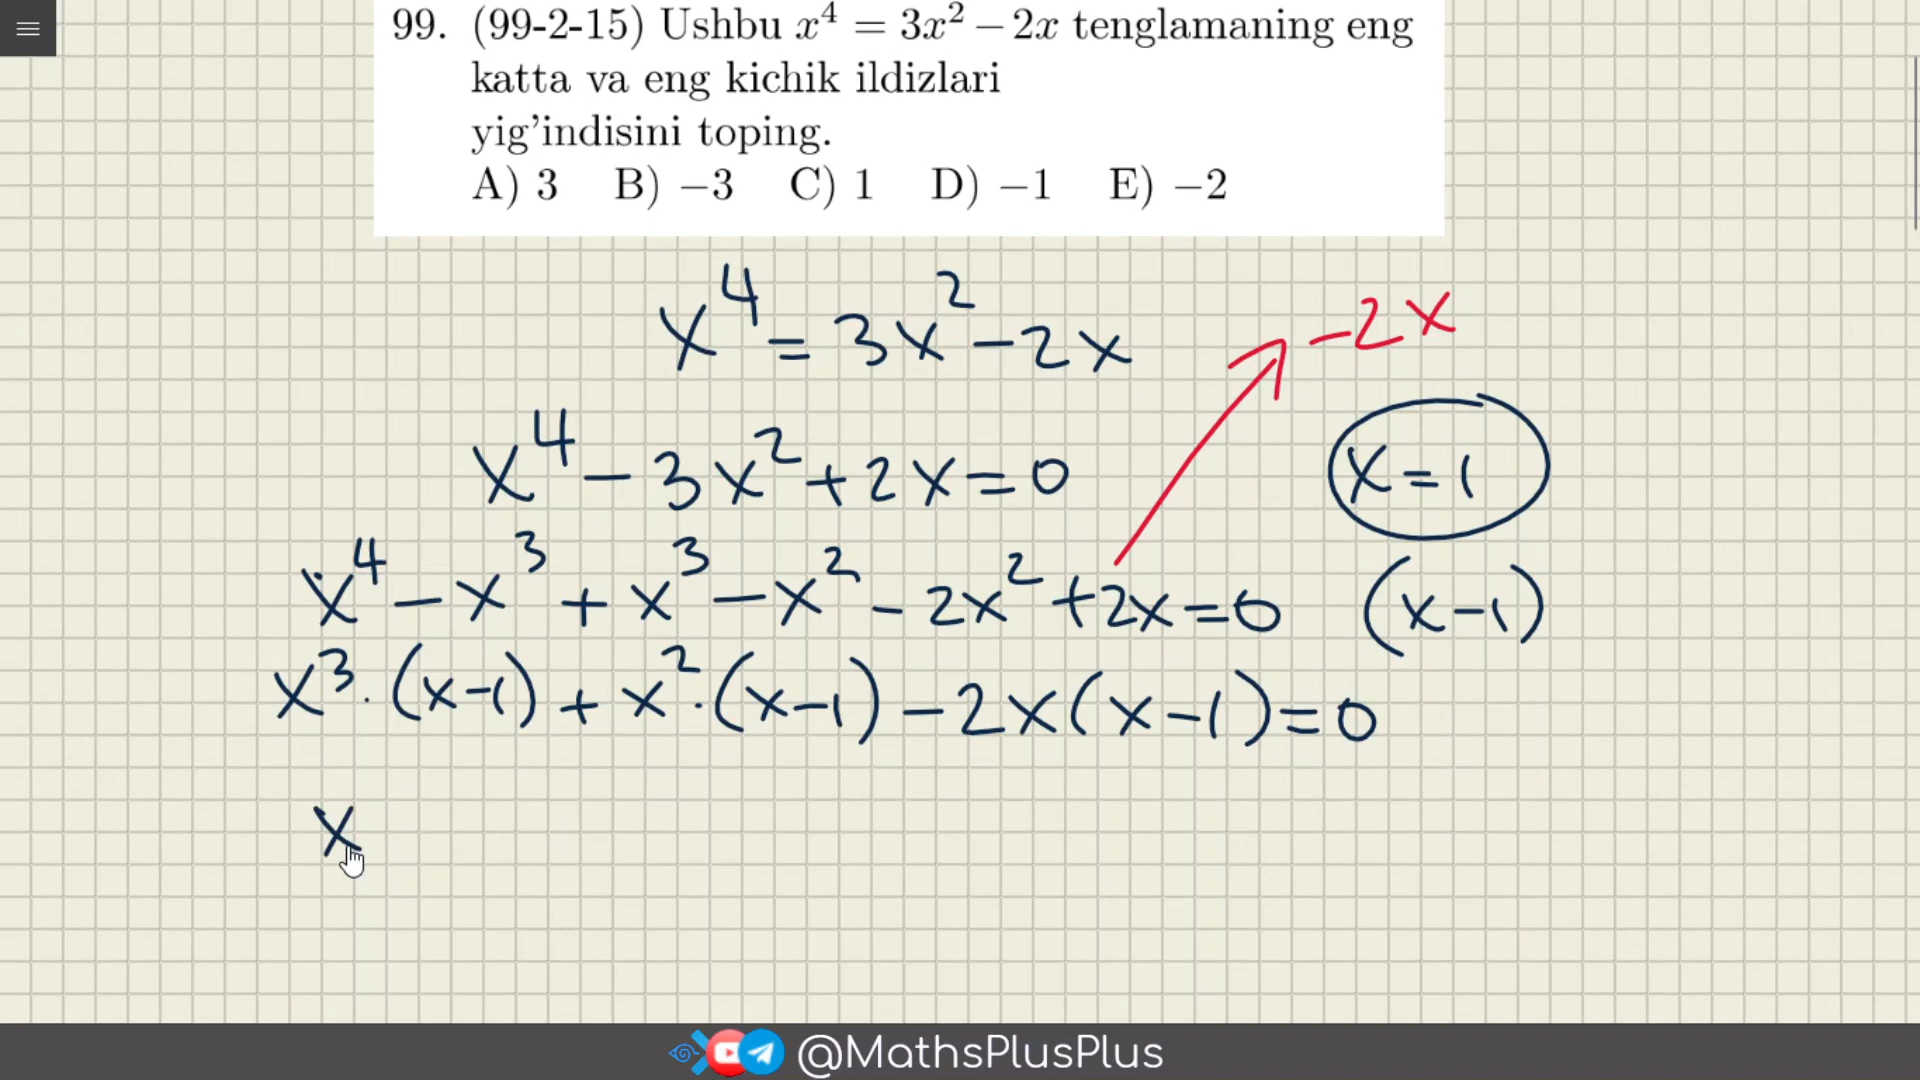 99. (99-2-15) Ushbu x⁴ = 3x² − 2x tenglamaning eng
katta va eng kichik ildizlari
yig'indisini toping.
A) 3 B) −3 C) 1 D) −1 E) −2
x⁴ = 3x² − 2x
−2x
x⁴ − 3x² + 2x = 0
x = 1
x⁴ − x³ + x³ − x² − 2x² + 2x = 0
(x − 1)
x³ · (x−1) + x² · (x−1) − 2x(x−1) = 0
x
@MathsPlusPlus